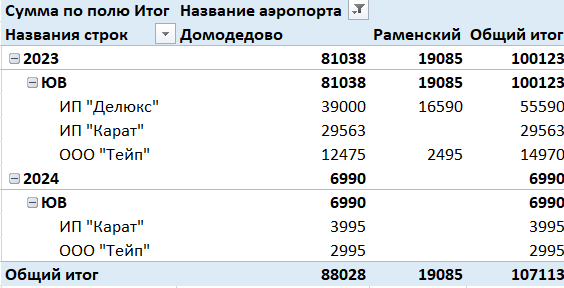 Сумма по полю Итог Название аэропорта
Названия строк Домодедово Раменский Общий итог
2023 81038 19085 100123
ЮВ 81038 19085 100123
ИП "Делюкс" 39000 16590 55590
ИП "Карат" 29563 29563
ООО "Тейп" 12475 2495 14970
2024 6990 6990
ЮВ 6990 6990
ИП "Карат" 3995 3995
ООО "Тейп" 2995 2995
Общий итог 88028 19085 107113